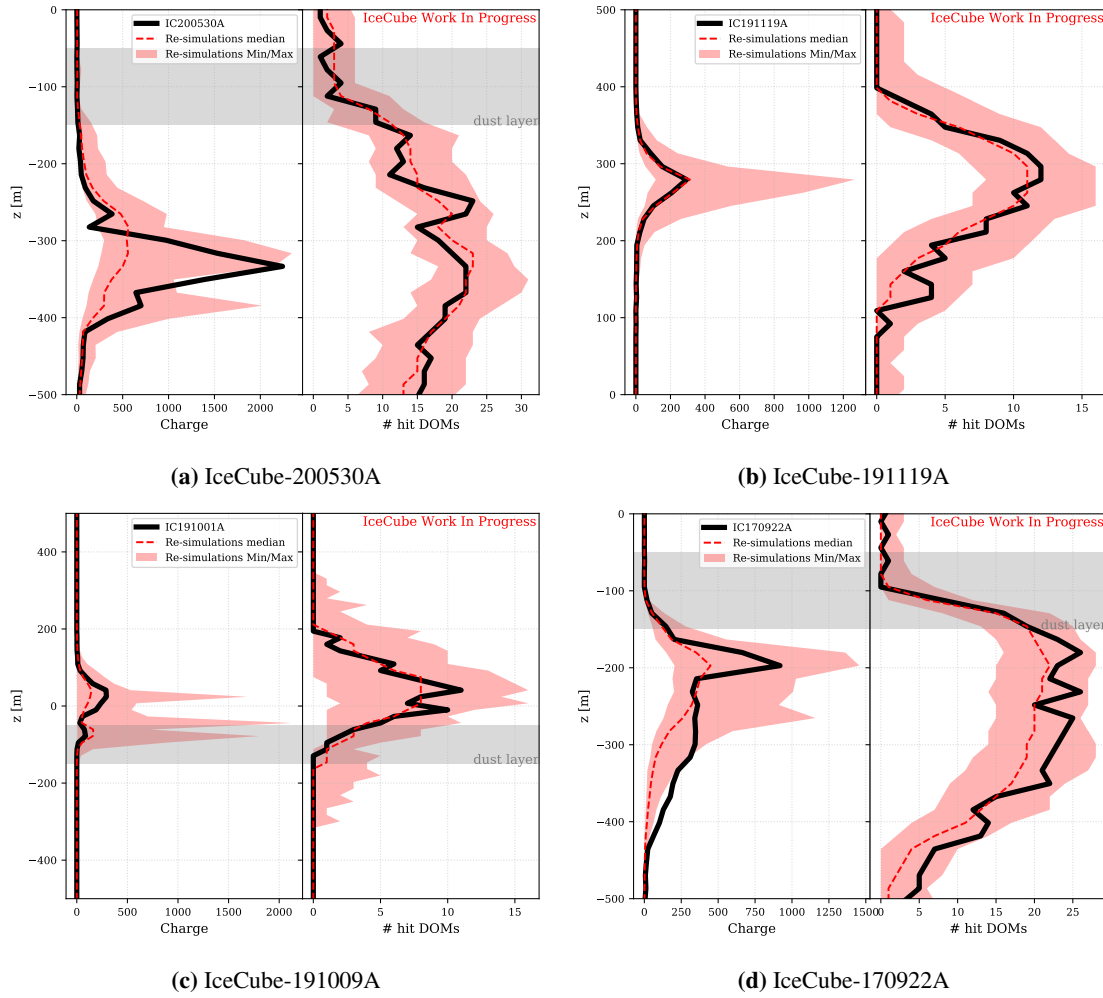 IceCube Work In Progress
IC200530A
Re-simulations median
Re-simulations Min/Max
dust layer
z [m]
0
−100
−200
−300
−400
−500
0 500 1000 1500 2000
Charge
0 5 10 15 20 25 30
# hit DOMs
(a) IceCube-200530A
IceCube Work In Progress
IC191119A
Re-simulations median
Re-simulations Min/Max
z [m]
500
400
300
200
100
0
0 200 400 600 800 1000 1200
Charge
0 5 10 15
# hit DOMs
(b) IceCube-191119A
IceCube Work In Progress
IC191001A
Re-simulations median
Re-simulations Min/Max
dust layer
z [m]
400
200
0
−200
−400
0 500 1000 1500 2000
Charge
0 5 10 15
# hit DOMs
(c) IceCube-191009A
IceCube Work In Progress
IC170922A
Re-simulations median
Re-simulations Min/Max
dust layer
z [m]
0
−100
−200
−300
−400
−500
0 250 500 750 1000 1250 1500
Charge
0 5 10 15 20 25
# hit DOMs
(d) IceCube-170922A